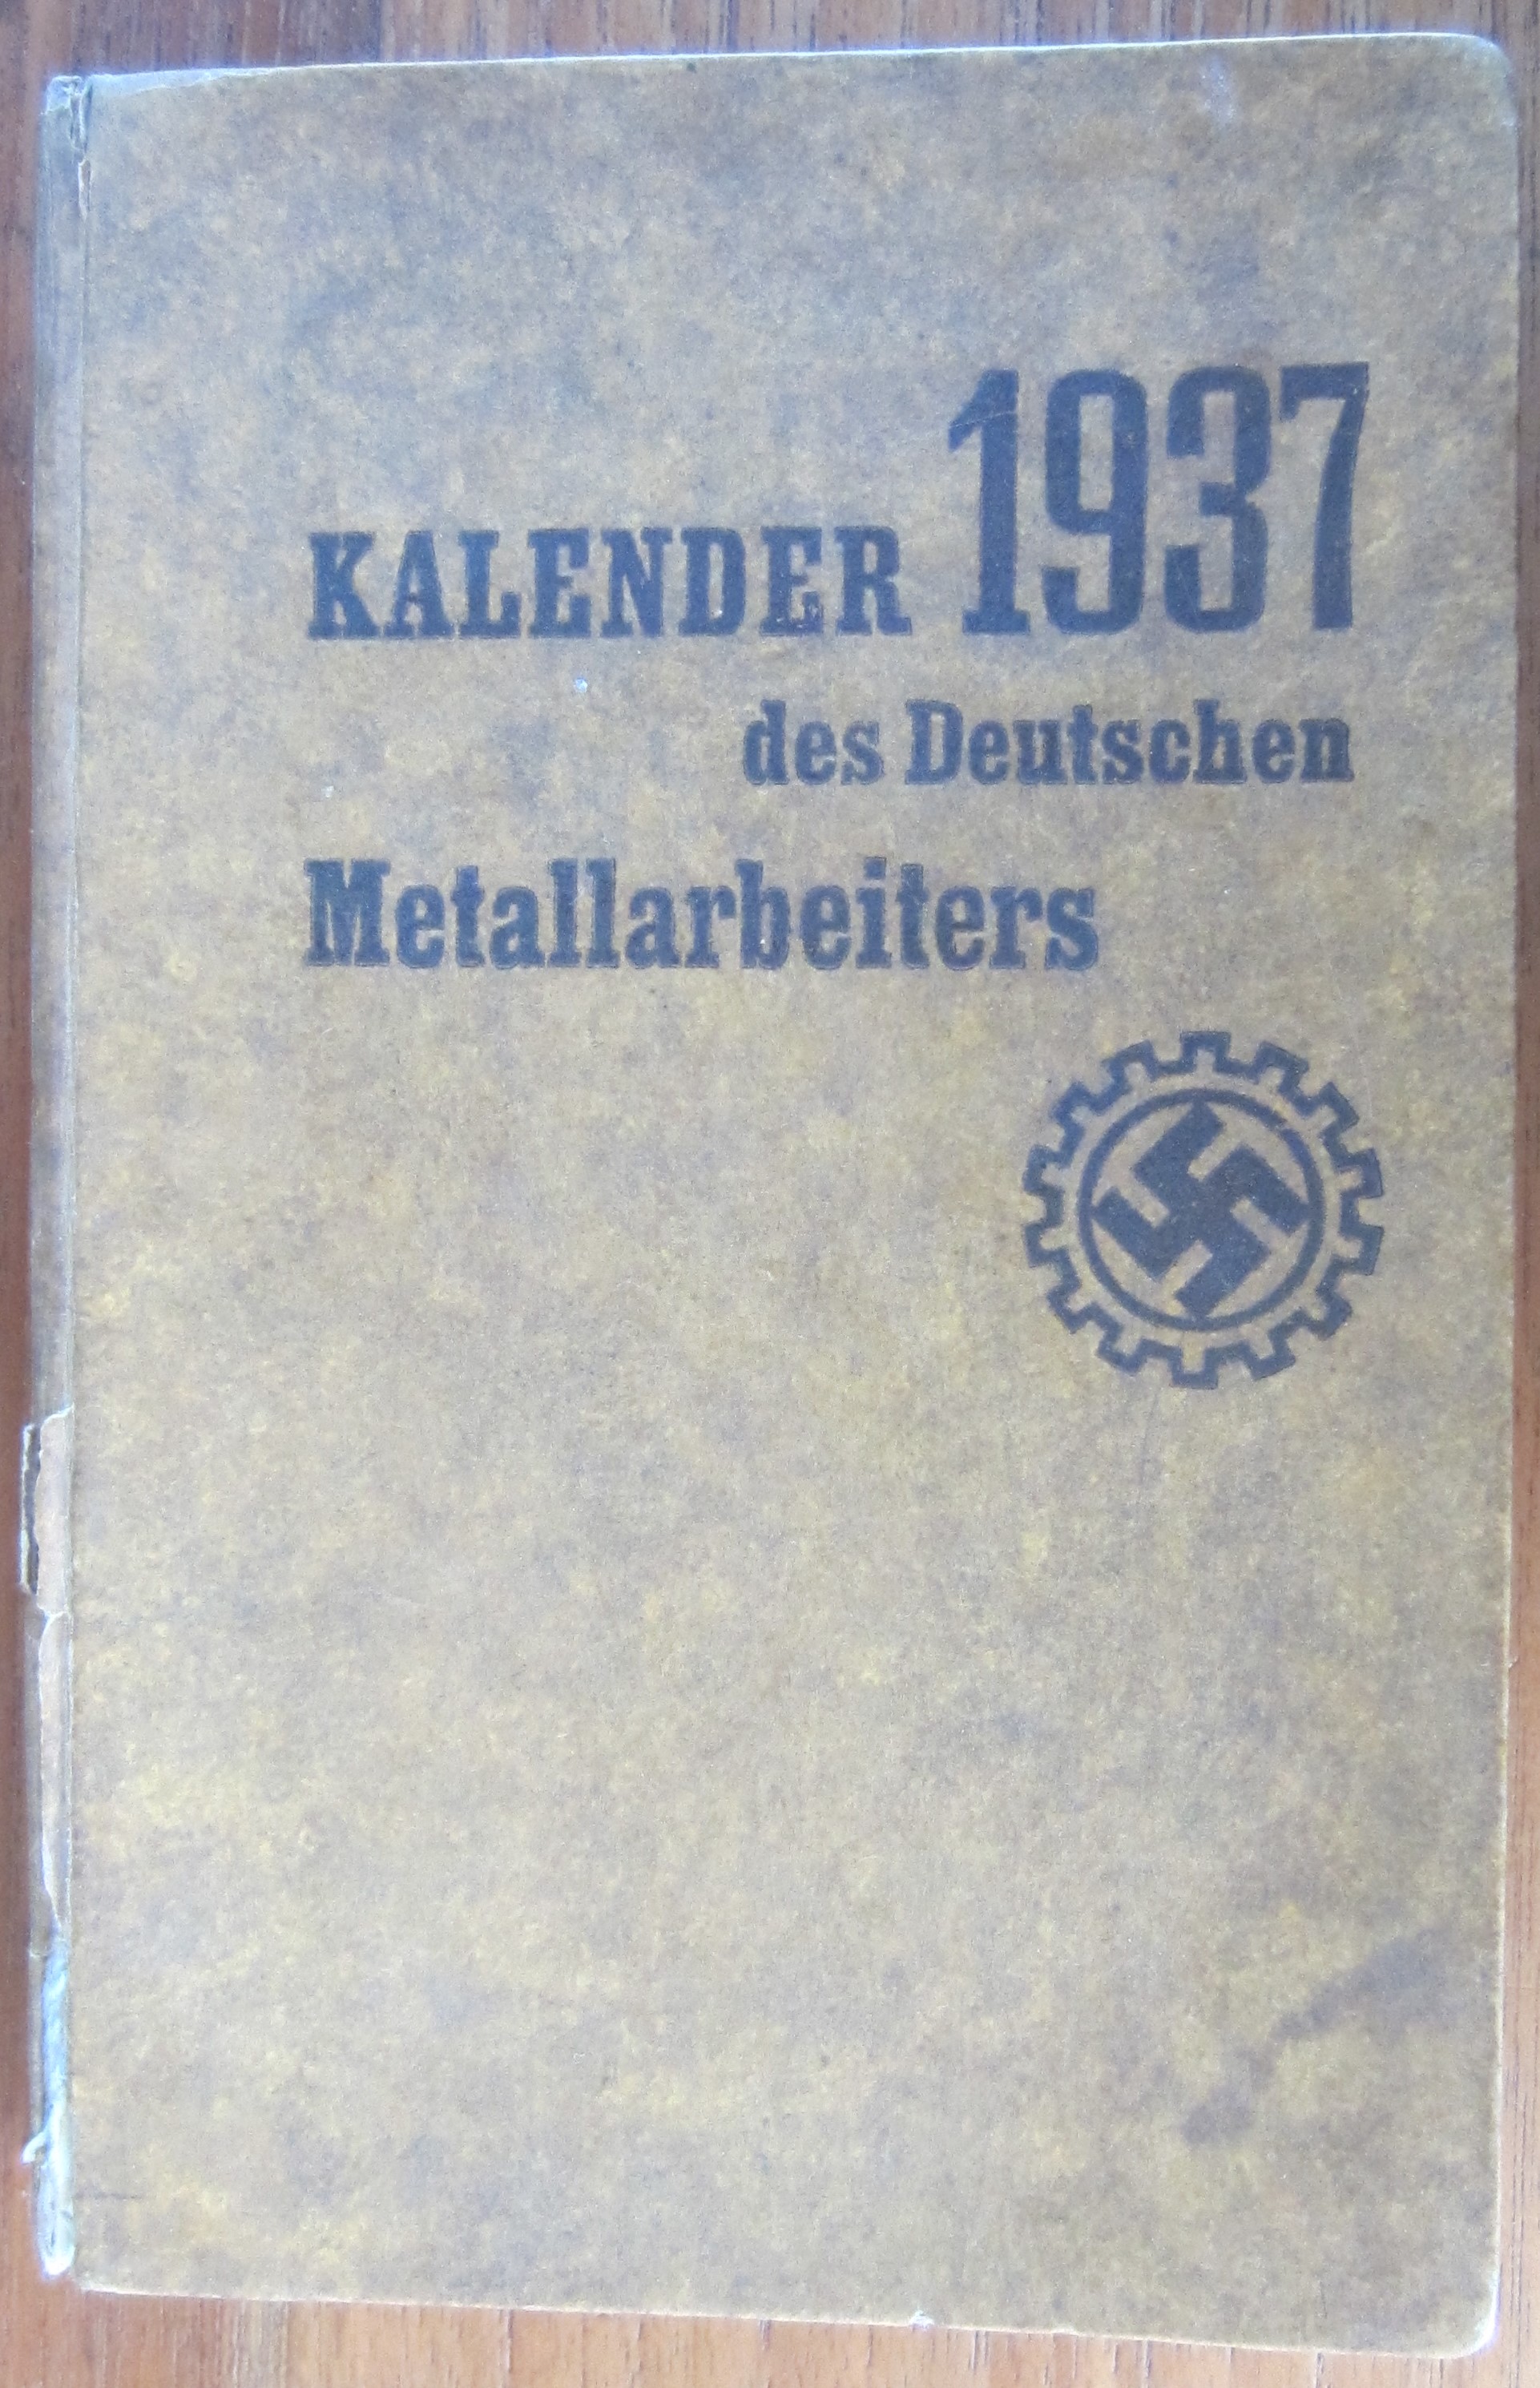 KALENDER 1937
des Deutschen
Metallarbeiters